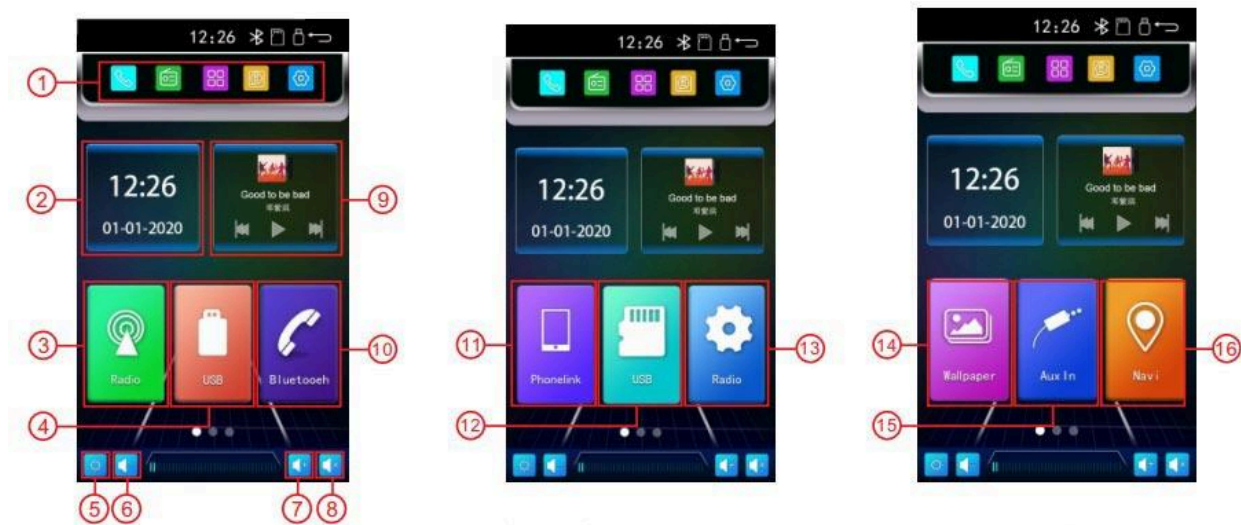 12:26
①
②
12:26
01-01-2020
Good to be bad
⑨
③
Radio
USB
Bluetooeh
⑩
④
⑤
⑥
⑦
⑧
12:26
12:26
01-01-2020
Good to be bad
⑪
Phonelink
USB
Radio
⑬
⑫
12:26
12:26
01-01-2020
Good to be bad
⑭
Wallpaper
Aux In
Navi
⑯
⑮